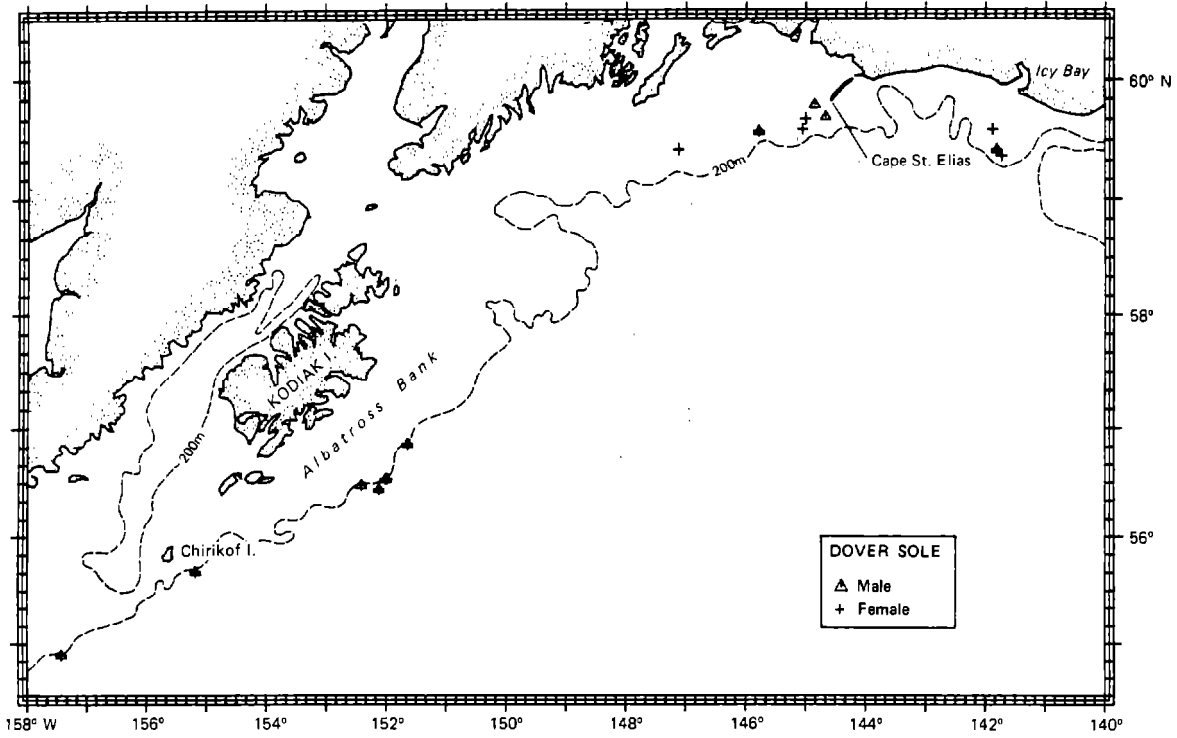 Icy Bay
60° N
Cape St. Elias
200m
58°
KODIAK I.
Albatross Bank
200m
Chirikof I.
56°
DOVER SOLE
Male
+ Female
158° W
156°
154°
152°
150°
148°
146°
144°
142°
140°